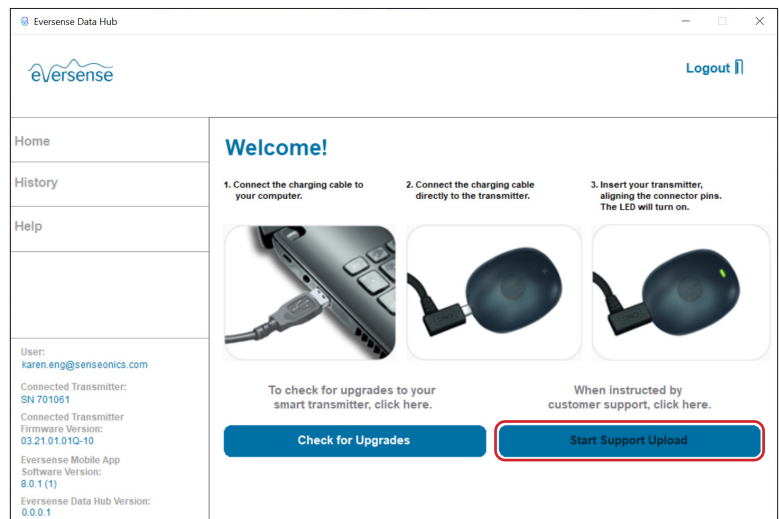 Eversense Data Hub
eversense
Logout
Home
History
Help
Welcome!
1. Connect the charging cable to
your computer.
2. Connect the charging cable
directly to the transmitter.
3. Insert your transmitter,
aligning the connector pins.
The LED will turn on.
To check for upgrades to your
smart transmitter, click here.
Check for Upgrades
When instructed by
customer support, click here.
Start Support Upload
User:
karen.eng@senseonics.com
Connected Transmitter:
SN 701061
Connected Transmitter
Firmware Version:
03.21.01.01Q-10
Eversense Mobile App
Software Version:
8.0.1 (1)
Eversense Data Hub Version:
0.0.0.1